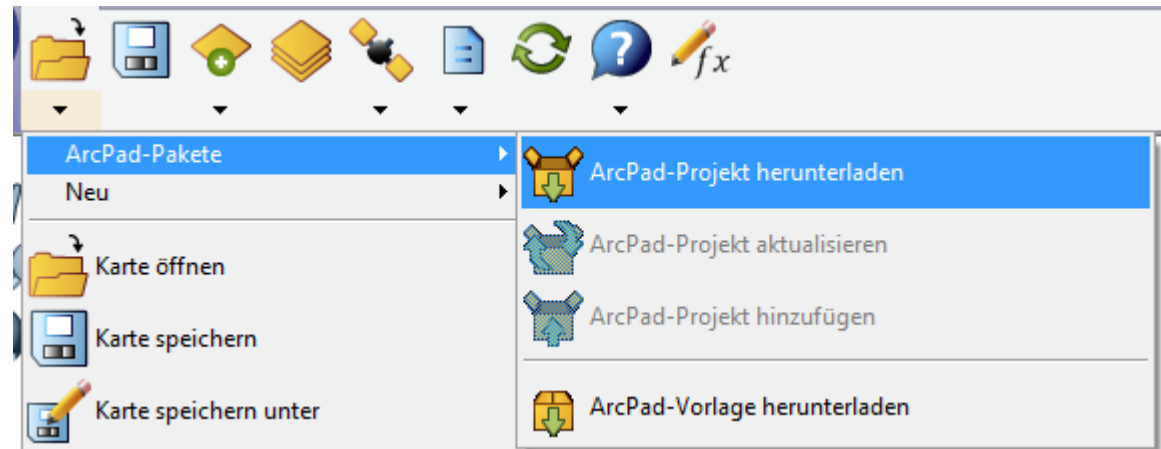 fx
ArcPad-Pakete
Neu
Karte öffnen
Karte speichern
Karte speichern unter
ArcPad-Projekt herunterladen
ArcPad-Projekt aktualisieren
ArcPad-Projekt hinzufügen
ArcPad-Vorlage herunterladen